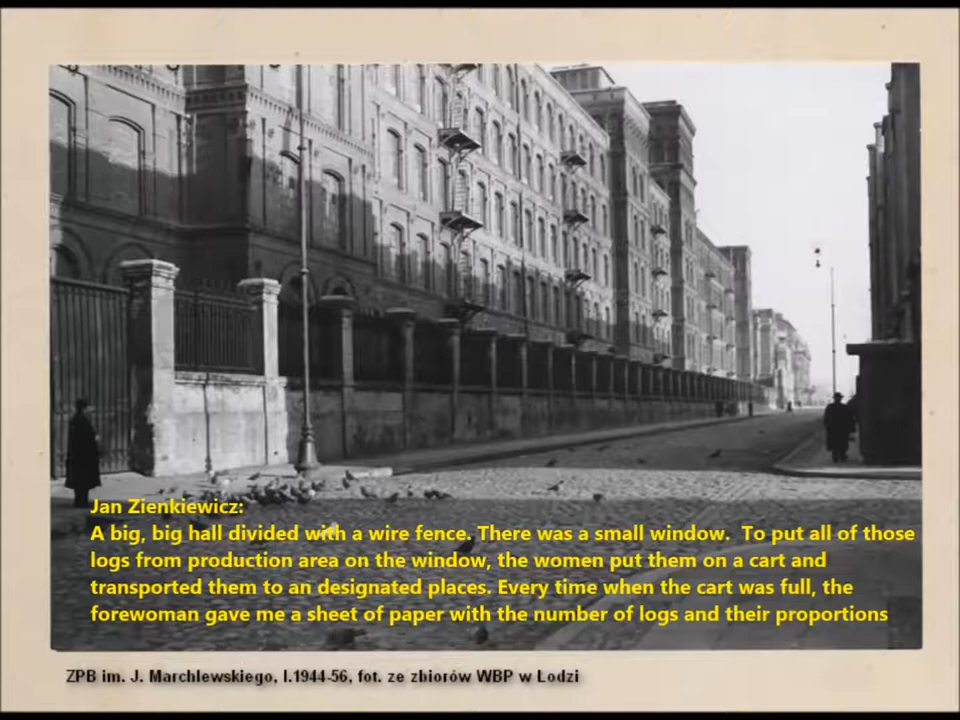 Jan Zienkiewicz:
A big, big hall divided with a wire fence. There was a small window.  To put all of those
logs from production area on the window, the women put them on a cart and
transported them to an designated places. Every time when the cart was full, the
forewoman gave me a sheet of paper with the number of logs and their proportions
ZPB im. J. Marchlewskiego, l.1944-56, fot. ze zbiorów WBP w Lodzi